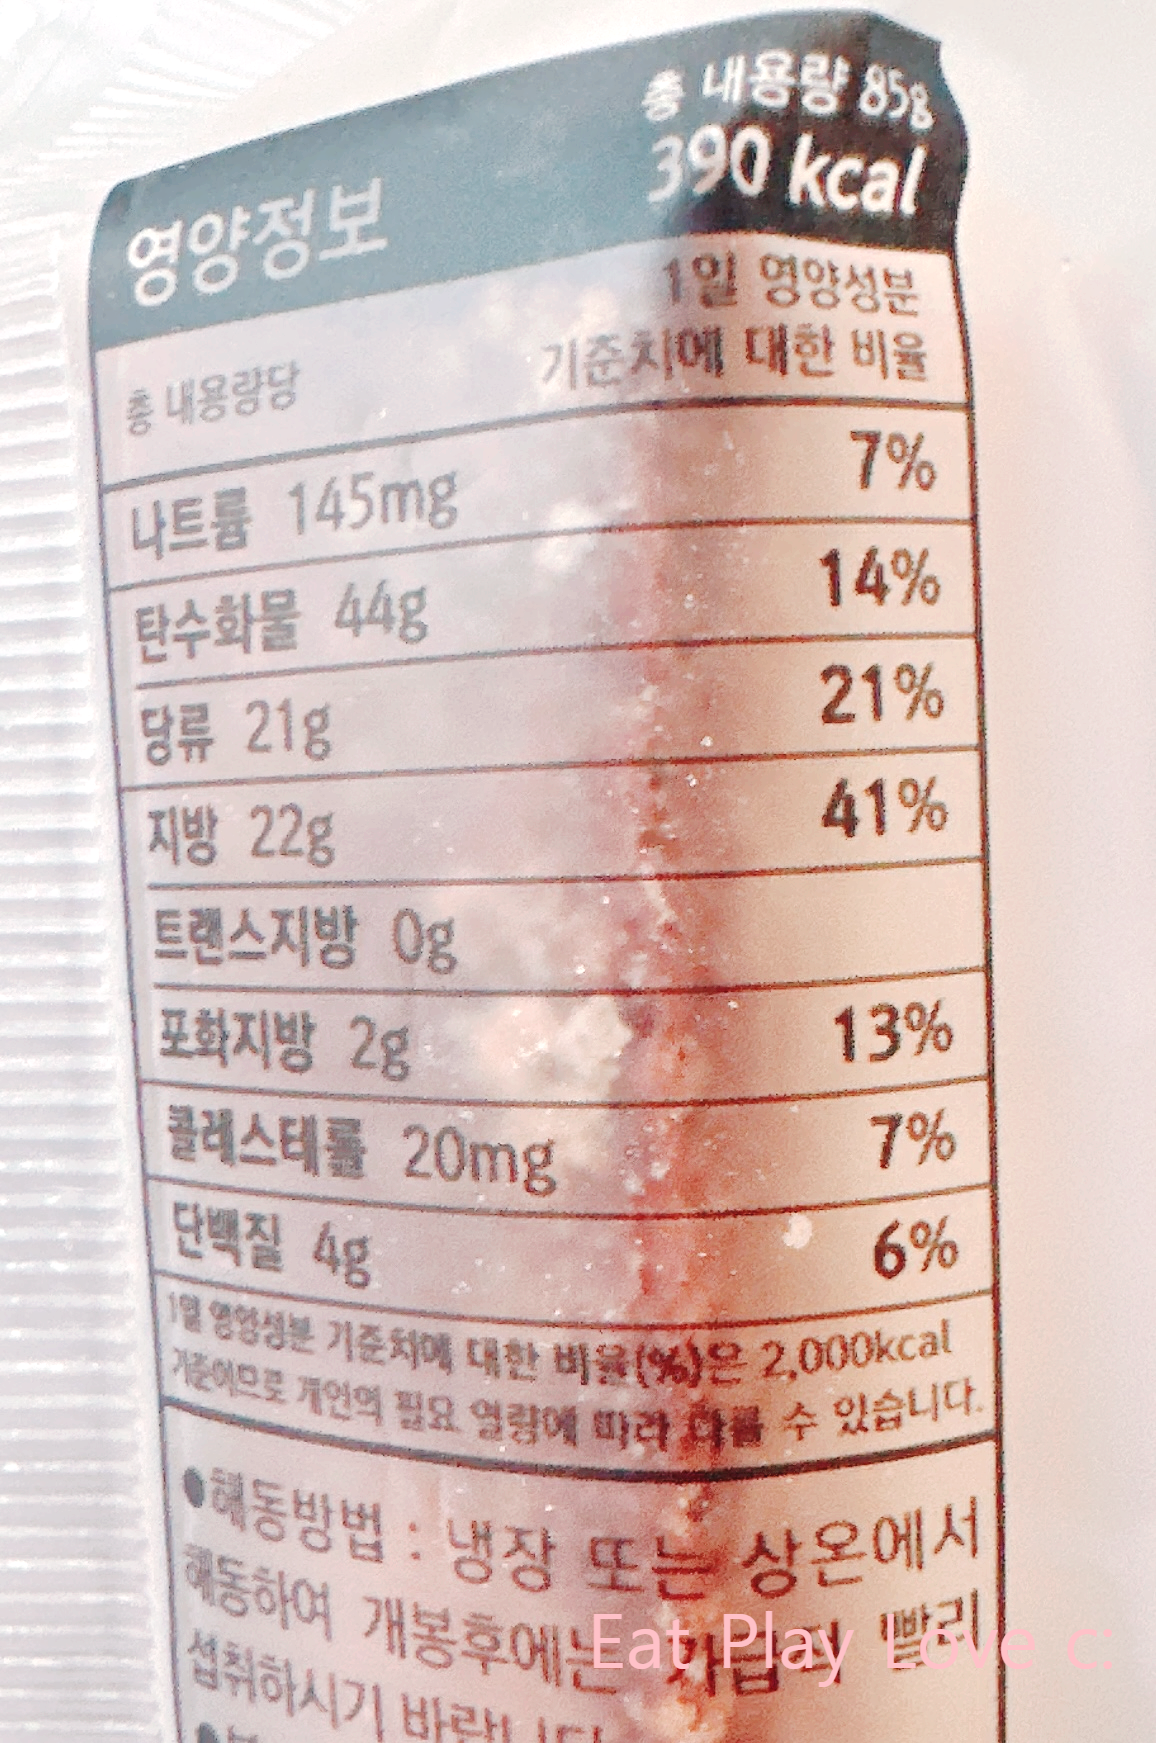 총 내용량 85g
영양정보 390 kcal
1일 영양성분
총 내용량당 기준치에 대한 비율
나트륨 145mg 7%
탄수화물 44g 14%
당류 21g 21%
지방 22g 41%
트랜스지방 0g
포화지방 2g 13%
콜레스테롤 20mg 7%
단백질 4g 6%
1일 영양성분 기준치에 대한 비율(%)은 2,000kcal
기준이므로 개인의 필요 열량에 따라 다를 수 있습니다.
●해동방법 : 냉장 또는 상온에서
해동하여 개봉후에는 빨리
섭취하시기 바랍니다
Eat Play Love c: